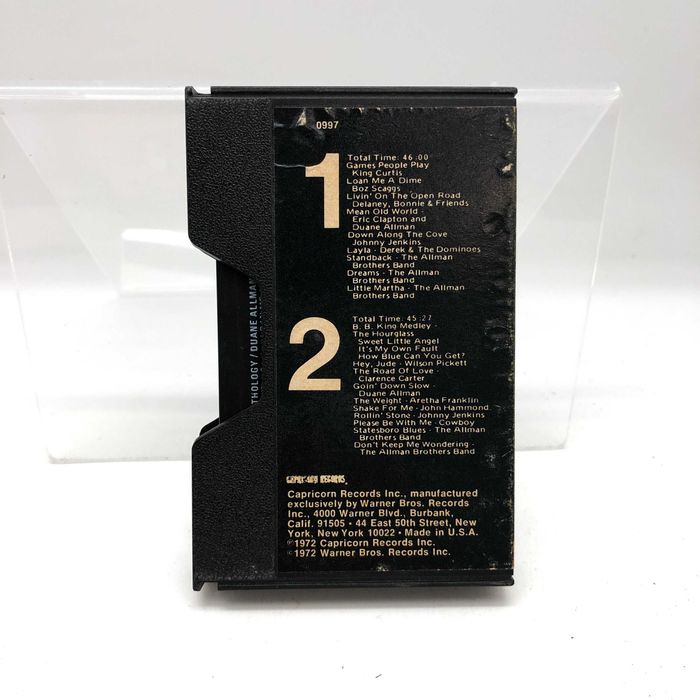 0997
1
Total Time: 46:00
Games People Play
King Curtis
Loan Me A Dime
Boz Scaggs
Livin' On The Open Road
Delaney, Bonnie & Friends
Mean Old World -
Eric Clapton and
Duane Allman
Down Along The Cove
Johnny Jenkins
Layla - Derek & The Dominoes
Standback - The Allman
Brothers Band
Dreams - The Allman
Brothers Band
Little Martha - The Allman
Brothers Band
2
Total Time: 45:27
B. B. King Medley -
The Hourglass
Sweet Little Angel
It's My Own Fault
How Blue Can You Get?
Hey, Jude - Wilson Pickett
The Road Of Love -
Clarence Carter
Goin' Down Slow -
Duane Allman
The Weight - Aretha Franklin
Shake For Me - John Hammond
Rollin' Stone - Johnny Jenkins
Please Be With Me - Cowboy
Statesboro Blues - The Allman
Brothers Band
Don't Keep Me Wondering -
The Allman Brothers Band
CAPRICORN RECORDS
Capricorn Records Inc., manufactured
exclusively by Warner Bros. Records
Inc., 4000 Warner Blvd., Burbank,
Calif. 91505 • 44 East 50th Street, New
York, New York 10022 • Made in U.S.A.
℗1972 Capricorn Records Inc.
©1972 Warner Bros. Records Inc.
THOLOGY / DUANE ALLMAN